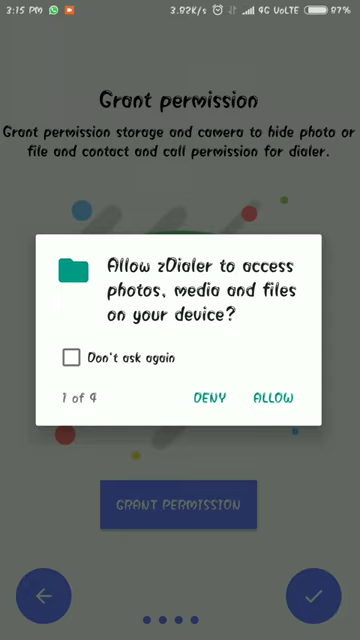 3:15 PM 3.82K/s 4G VoLTE 87%
Grant permission
Grant permission storage and camera to hide photo or
file and contact and call permission for dialer.
Allow zDialer to access
photos, media and files
on your device?
Don't ask again
1 of 4 DENY ALLOW
GRANT PERMISSION